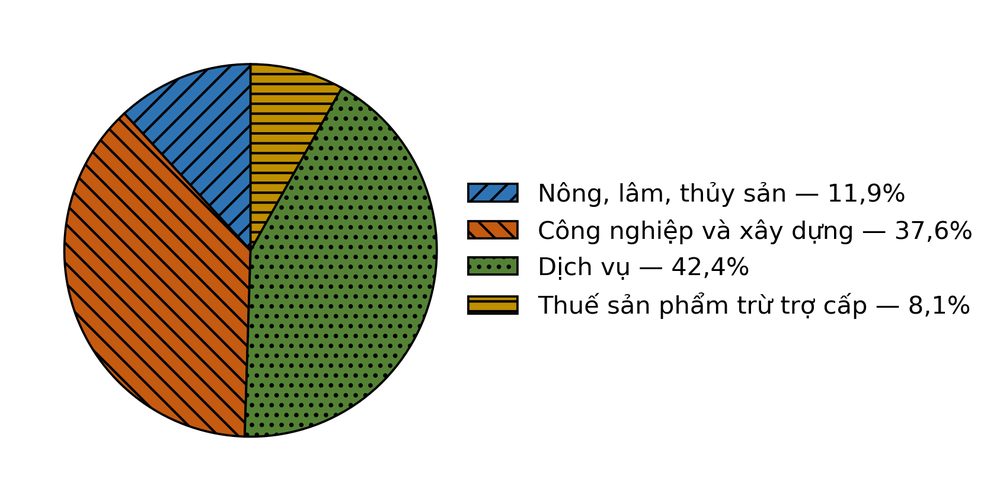 Nông, lâm, thủy sản — 11,9%
Công nghiệp và xây dựng — 37,6%
Dịch vụ — 42,4%
Thuế sản phẩm trừ trợ cấp — 8,1%